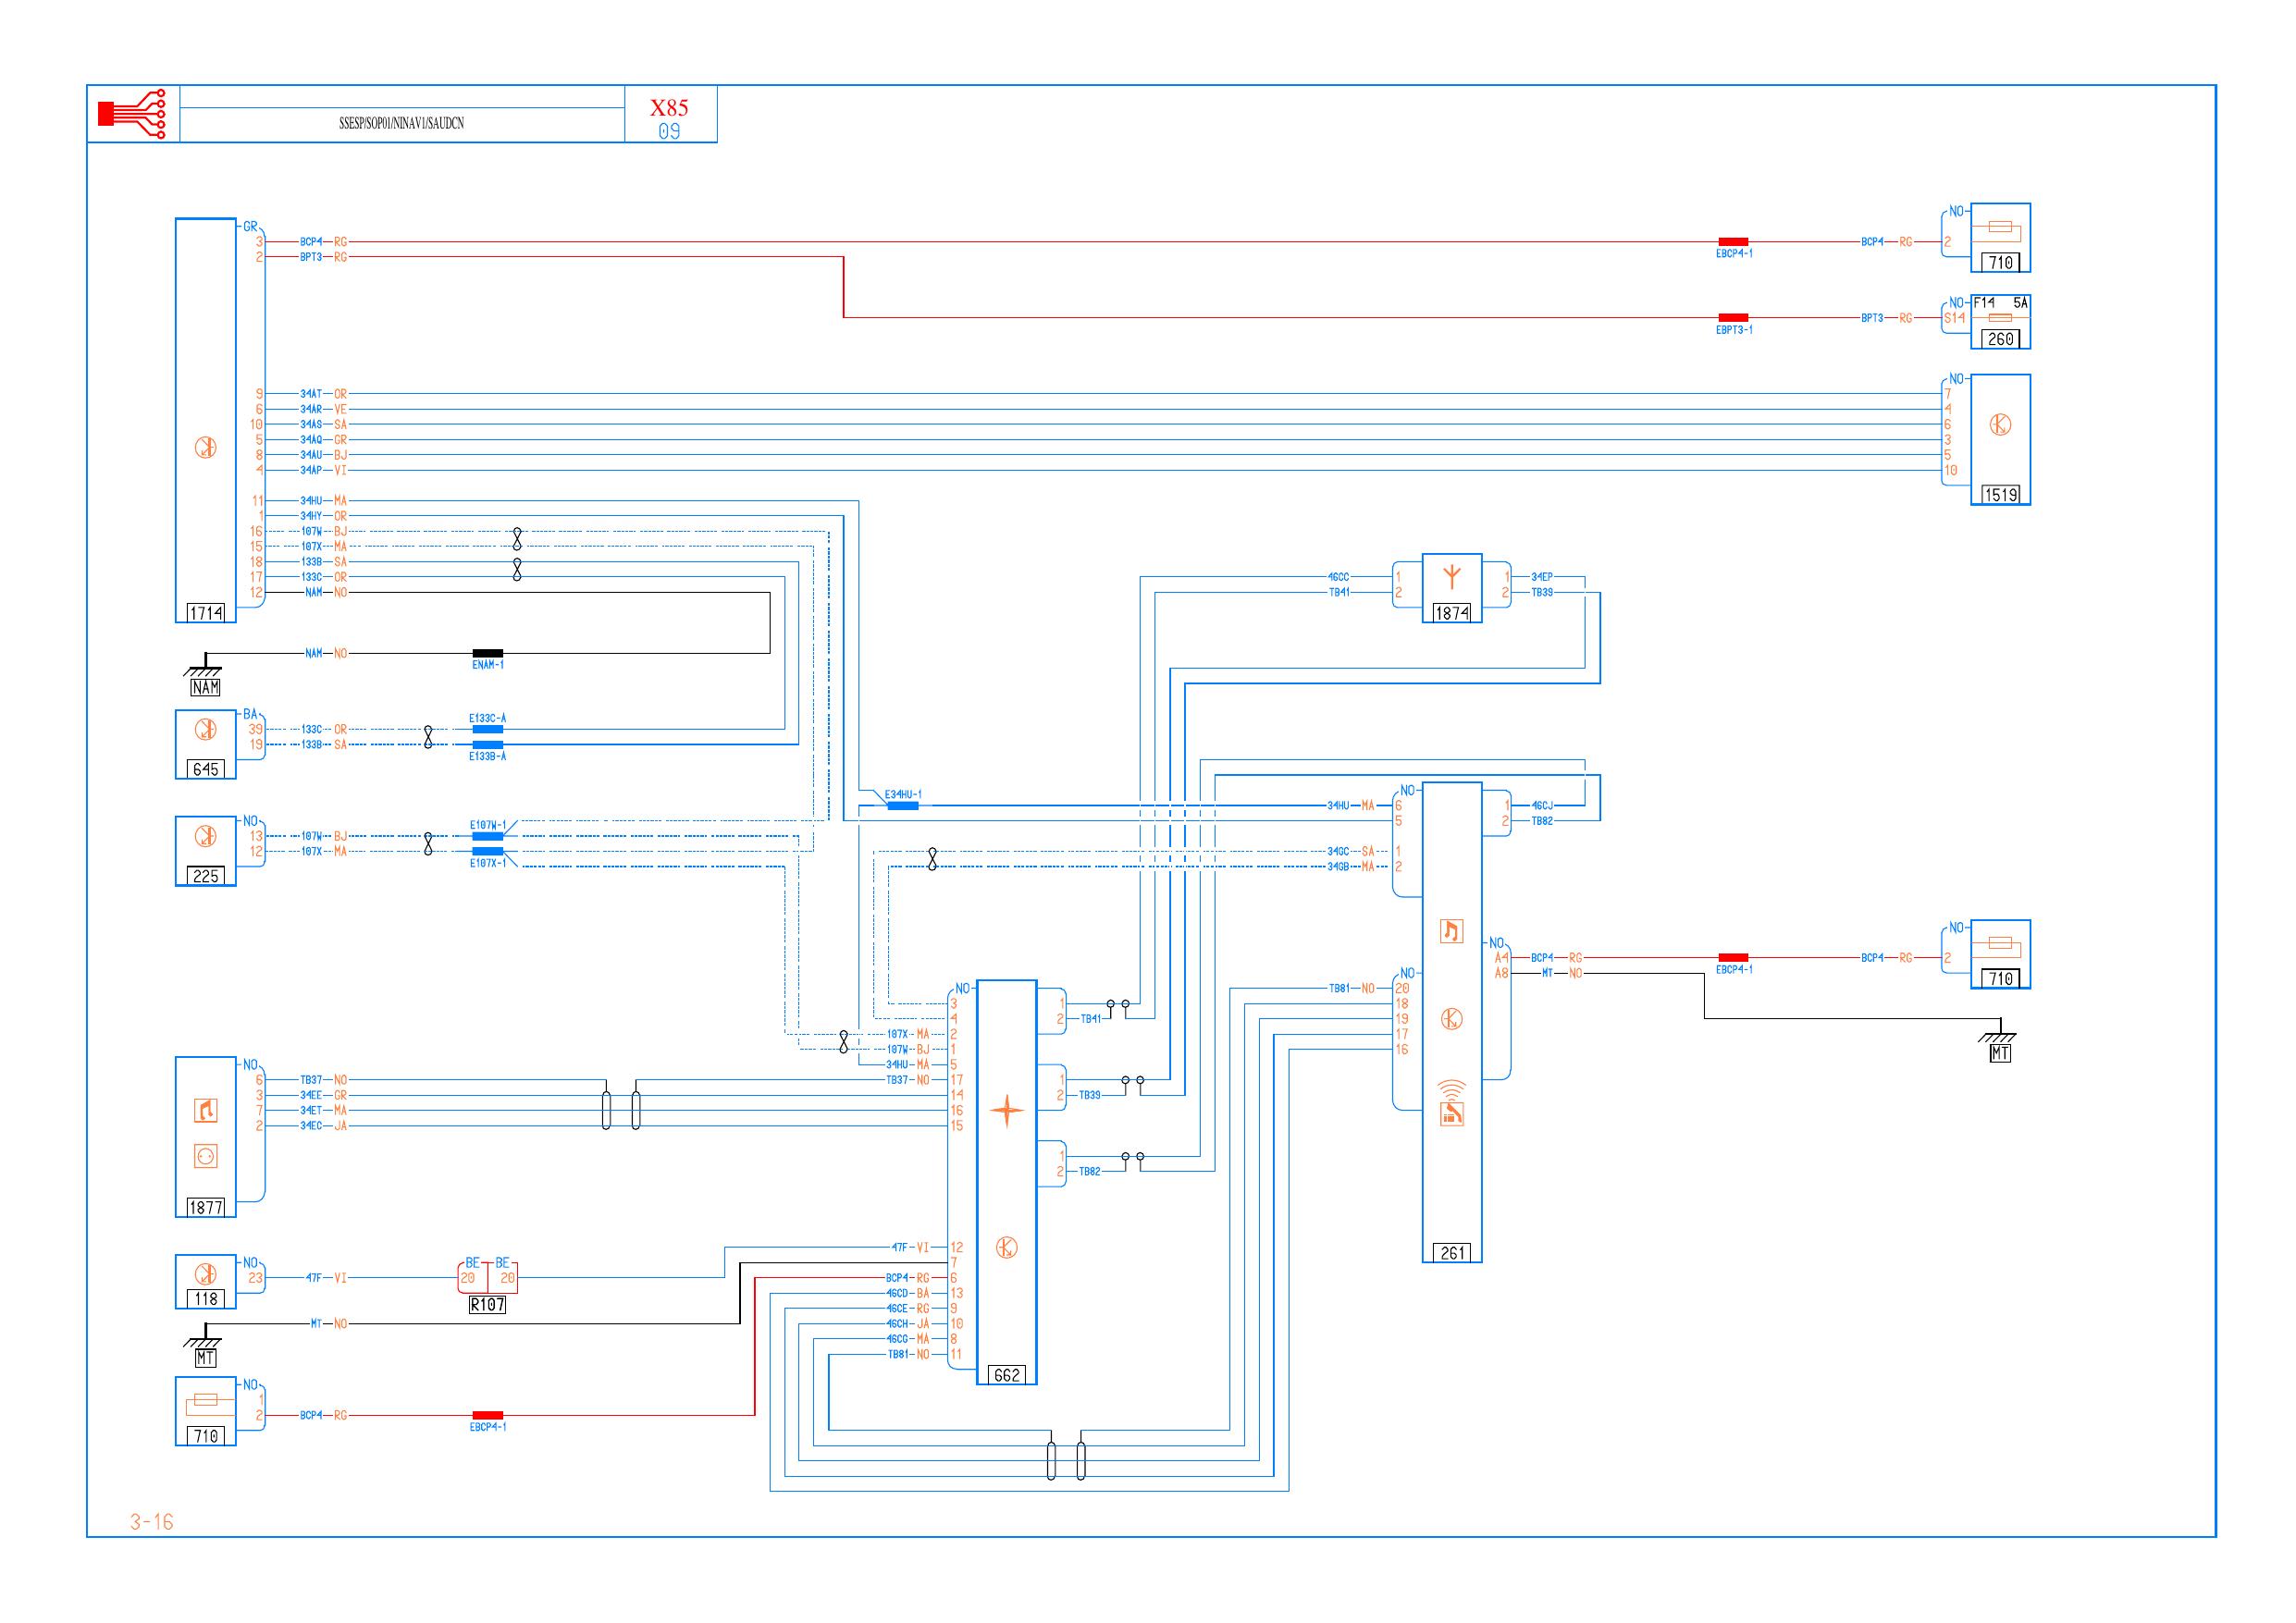 X85
SSESP/SOP01/NINAV1/SAUDCN
09
NO
GR
3 BCP4 RG
EBCP4-1
BCP4 RG 2
2 BPT3 RG
710
NO F14 5A
EBPT3-1
BPT3 RG S14
260
NO
9 34AT OR 7
6 34AR VE 4
10 34AS SA 6
5 34AQ GR 3
8 34AU BJ 5
4 34AP VI 10
1519
11 34HU MA
1 34HY OR
16 107W BJ
15 107X MA
18 133B SA
17 133C OR
12 NAM NO
1714
46CC 1
TB41 2
1 34EP
2 TB39
1874
NAM NO
ENAM-1
NAM
BA
E133C-A
39 133C OR
19 133B SA
E133B-A
645
E34HU-1
NO
34HU MA 6
5
1 46CJ
2 TB82
NO
E107W-1
13 107W BJ
12 107X MA
E107X-1
225
34GC SA 1
34GB MA 2
NO
A4 BCP4 RG
A8 MT NO
EBCP4-1
NO
BCP4 RG 2
710
MT
NO
TB81 NO 20
18
19
17
16
261
NO
3
4
107X MA 2
107W BJ 1
34HU MA 5
TB37 NO 17
14
16
15
1
2 TB41
1
2 TB39
1
2 TB82
NO
6 TB37 NO
3 34EE GR
7 34ET MA
2 34EC JA
1877
47F VI 12
7
BCP4 RG 6
46CD BA 13
46CE RG 9
46CH JA 10
46CG MA 8
TB81 NO 11
662
NO
23 47F VI
BE BE
20 20
R107
118
MT NO
MT
NO
1
2 BCP4 RG
EBCP4-1
710
3-16